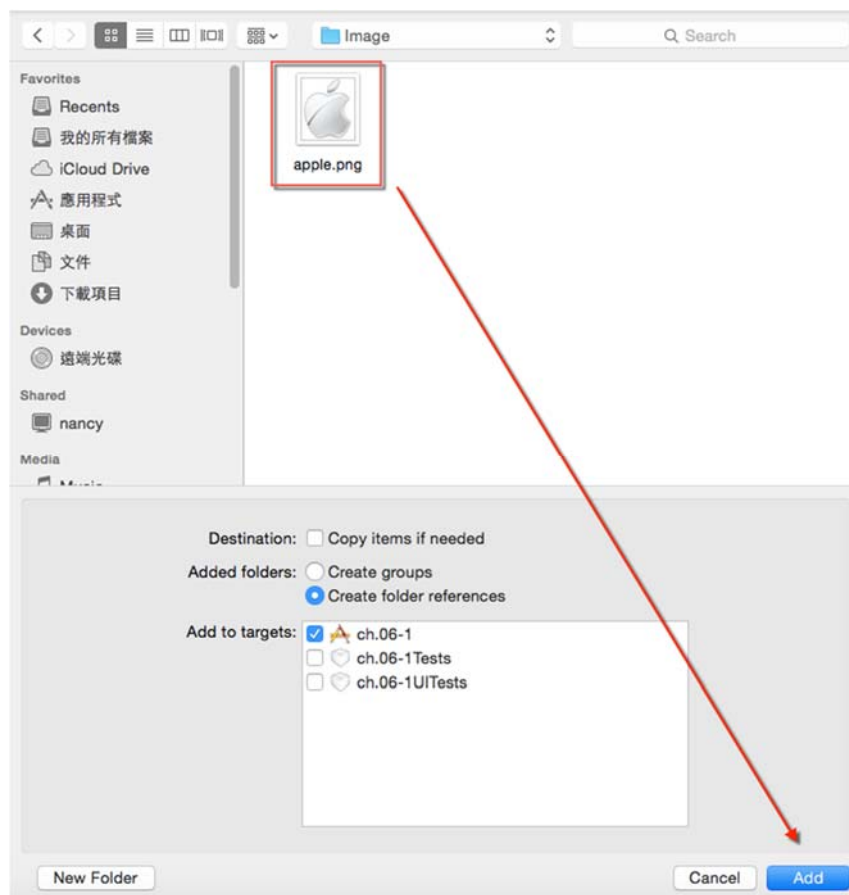 Image
Search
Favorites
Recents
我的所有檔案
iCloud Drive
應用程式
桌面
文件
下載項目
Devices
遠端光碟
Shared
nancy
Media
apple.png
Destination: Copy items if needed
Added folders: Create groups
Create folder references
Add to targets: ch.06-1
ch.06-1Tests
ch.06-1UITests
New Folder
Cancel
Add